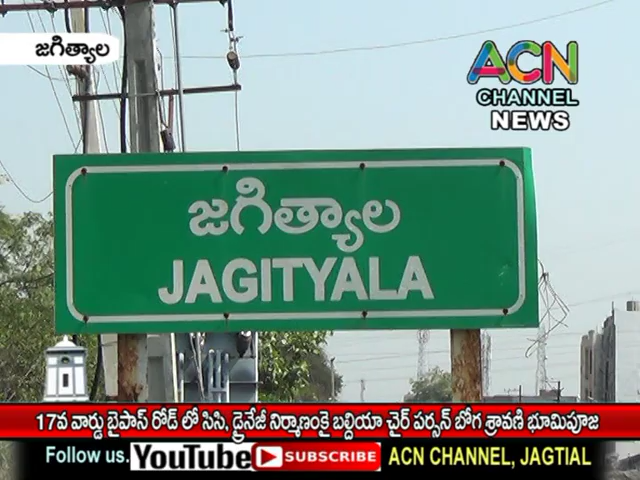 జగిత్యాల
ACN
CHANNEL
NEWS
జగిత్యాల
JAGITYALA
17వ వార్డు బైపాస్ రోడ్ లో సిసి, డ్రైనేజీ నిర్మాణంకై బల్దియా చైర్ పర్సన్ బోగ శ్రావణి భూమిపూజ
Follow us. YouTube SUBSCRIBE ACN CHANNEL, JAGTIAL